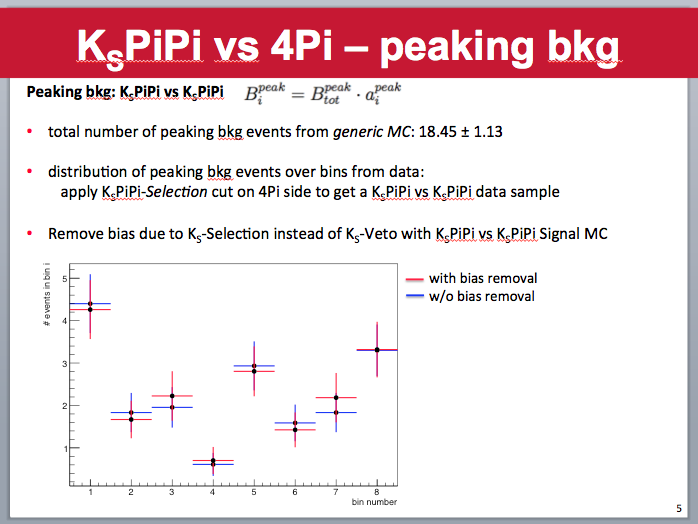 KsPiPi vs 4Pi – peaking bkg
Peaking bkg: KsPiPi vs KsPiPi B_i^{peak} = B_{tot}^{peak} · a_i^{peak}
• total number of peaking bkg events from generic MC: 18.45 ± 1.13
• distribution of peaking bkg events over bins from data:
apply KsPiPi-Selection cut on 4Pi side to get a KsPiPi vs KsPiPi data sample
• Remove bias due to KS-Selection instead of KS-Veto with KsPiPi vs KsPiPi Signal MC
# events in bin i
5
4
3
2
1
1 2 3 4 5 6 7 8
bin number
with bias removal
w/o bias removal
5